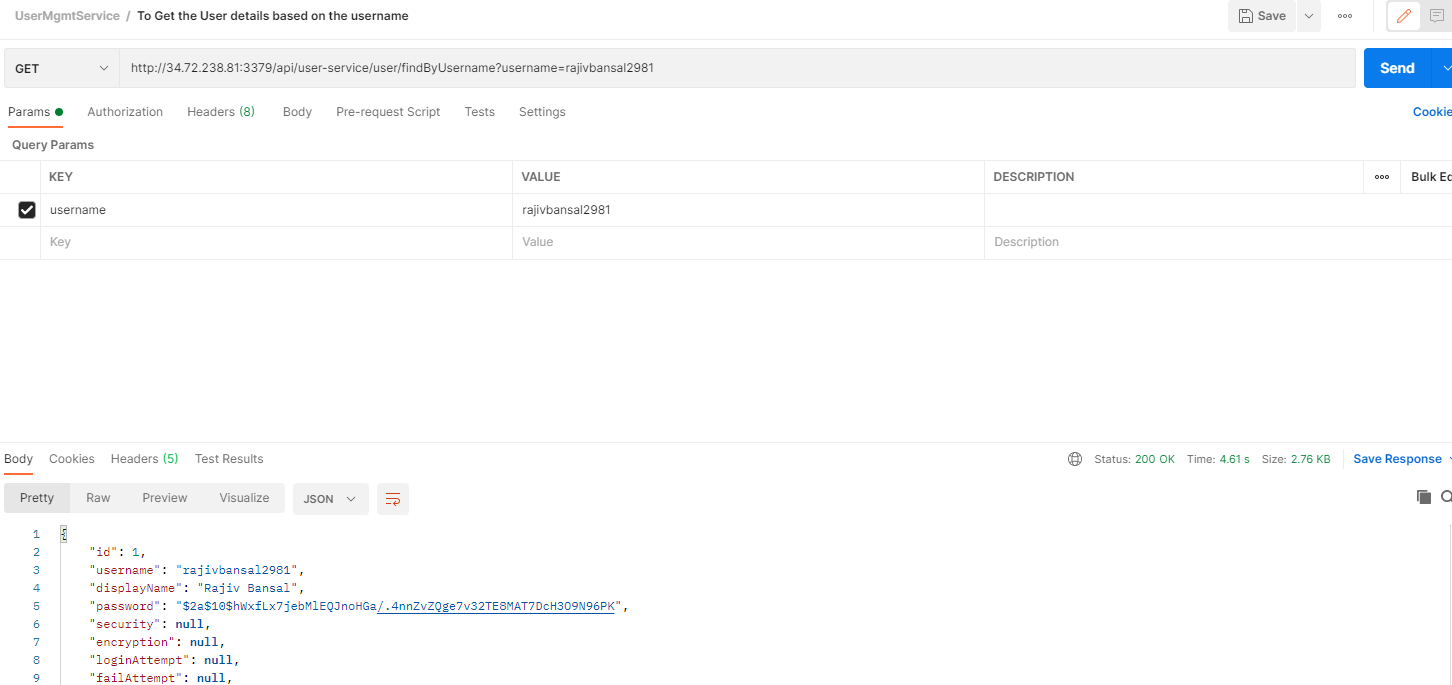 UserMgmtService / To Get the User details based on the username
Save
GET
http://34.72.238.81:3379/api/user-service/user/findByUsername?username=rajivbansal2981
Send
Params Authorization Headers (8) Body Pre-request Script Tests Settings
Cookie
Query Params
KEY VALUE DESCRIPTION Bulk Ed
username rajivbansal2981
Key Value Description
Body Cookies Headers (5) Test Results
Status: 200 OK Time: 4.61 s Size: 2.76 KB Save Response
Pretty Raw Preview Visualize JSON
1 {
2 "id": 1,
3 "username": "rajivbansal2981",
4 "displayName": "Rajiv Bansal",
5 "password": "$2a$10$hWxfLx7jebMlEQJnoHGa/.4nnZvZQge7v32TE8MAT7DcH3O9N96PK",
6 "security": null,
7 "encryption": null,
8 "loginAttempt": null,
9 "failAttempt": null,